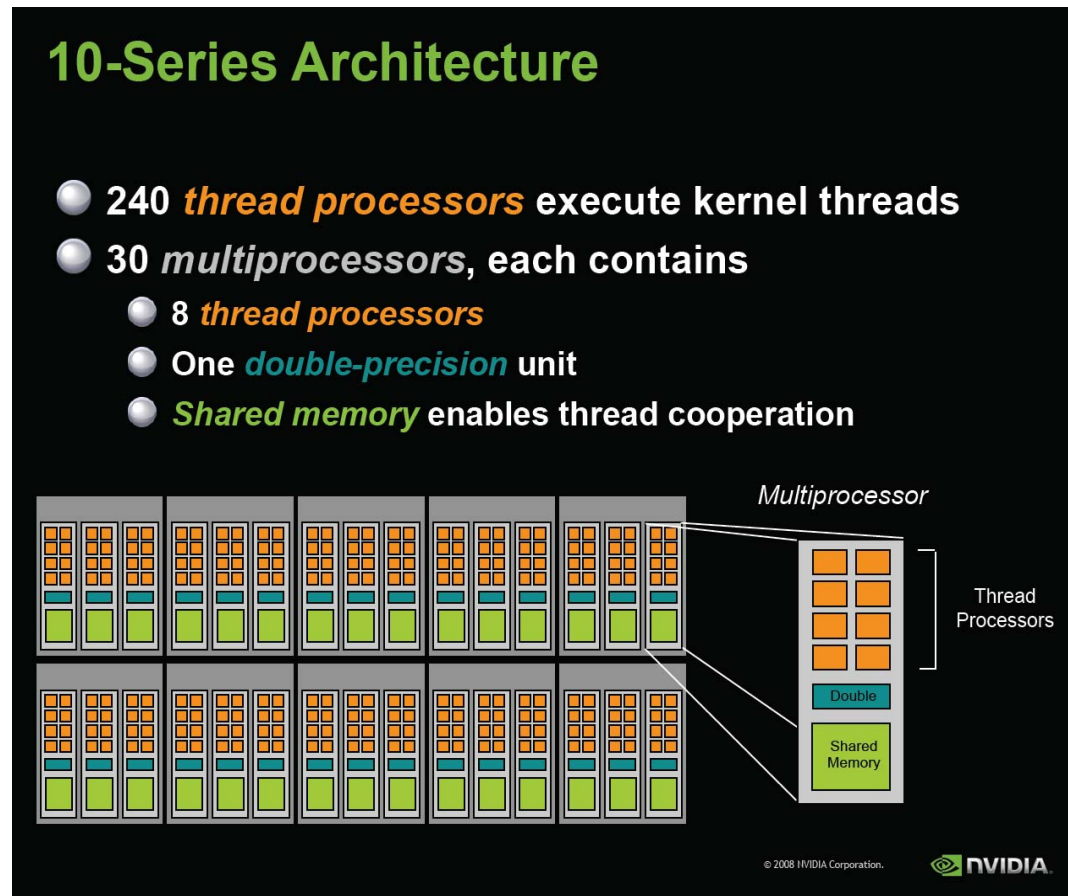 10-Series Architecture
240 thread processors execute kernel threads
30 multiprocessors, each contains
8 thread processors
One double-precision unit
Shared memory enables thread cooperation
Multiprocessor
Thread
Processors
Double
Shared
Memory
© 2008 NVIDIA Corporation.
NVIDIA.